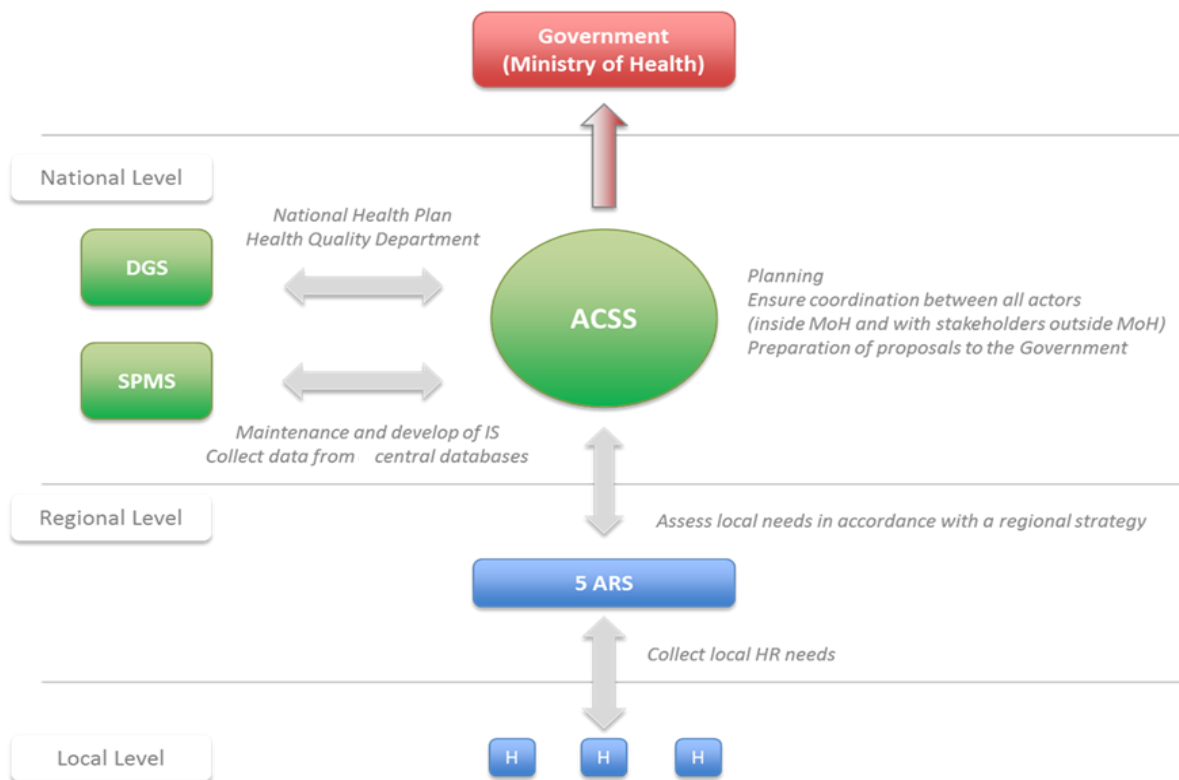 Government
(Ministry of Health)
National Level
National Health Plan
Health Quality Department
DGS
ACSS
Planning
Ensure coordination between all actors
(inside MoH and with stakeholders outside MoH)
Preparation of proposals to the Government
SPMS
Maintenance and develop of IS
Collect data from central databases
Regional Level
Assess local needs in accordance with a regional strategy
5 ARS
Collect local HR needs
Local Level
H
H
H